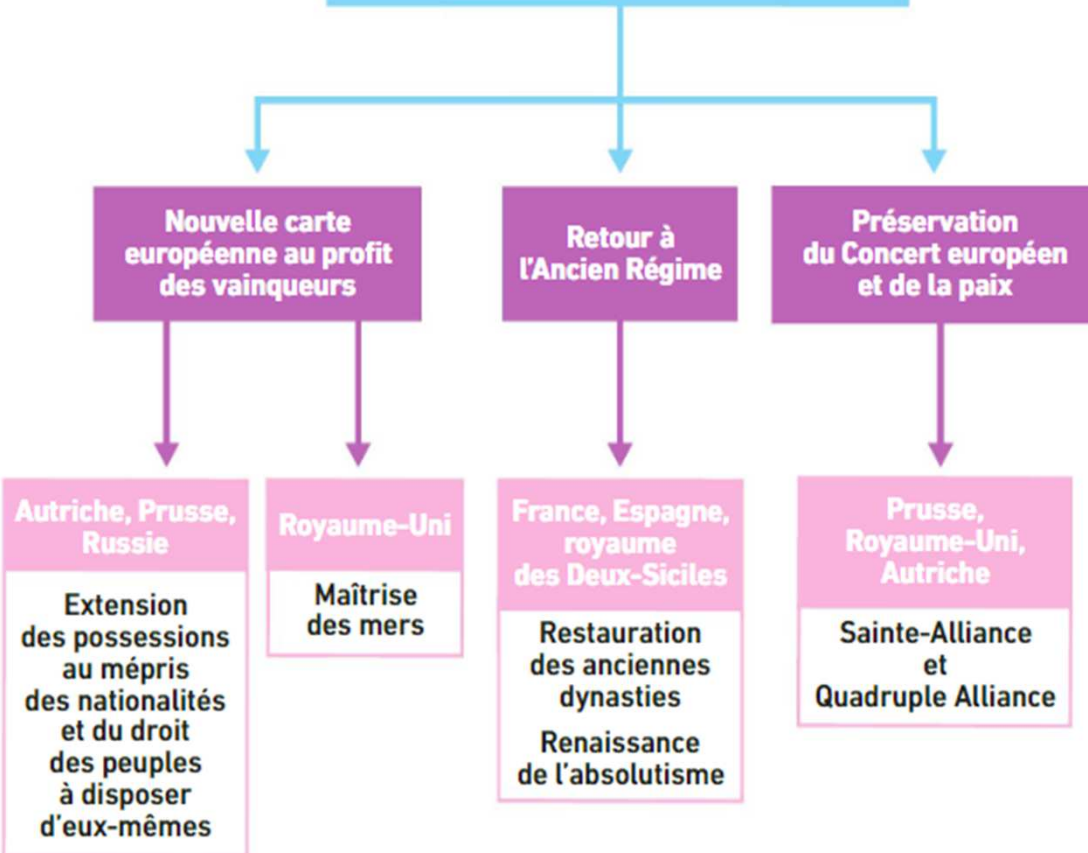 Nouvelle carte
européenne au profit
des vainqueurs
Retour à
l'Ancien Régime
Préservation
du Concert européen
et de la paix
Autriche, Prusse,
Russie
Extension
des possessions
au mépris
des nationalités
et du droit
des peuples
à disposer
d'eux-mêmes
Royaume-Uni
Maîtrise
des mers
France, Espagne,
royaume
des Deux-Siciles
Restauration
des anciennes
dynasties
Renaissance
de l'absolutisme
Prusse,
Royaume-Uni,
Autriche
Sainte-Alliance
et
Quadruple Alliance